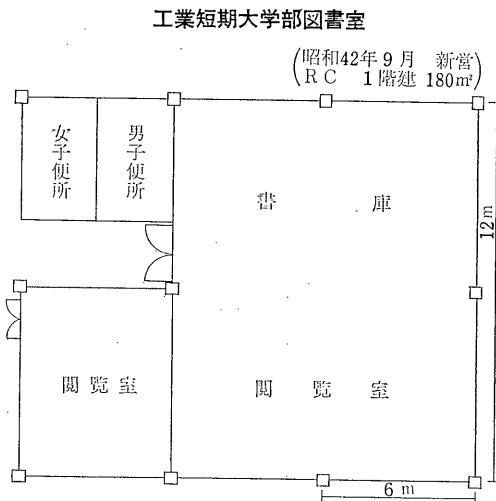 工業短期大学部図書室
(昭和42年9月 新営
RC 1階建 180㎡)
女子便所
男子便所
書庫
12m
閲覧室
閲覧室
6m